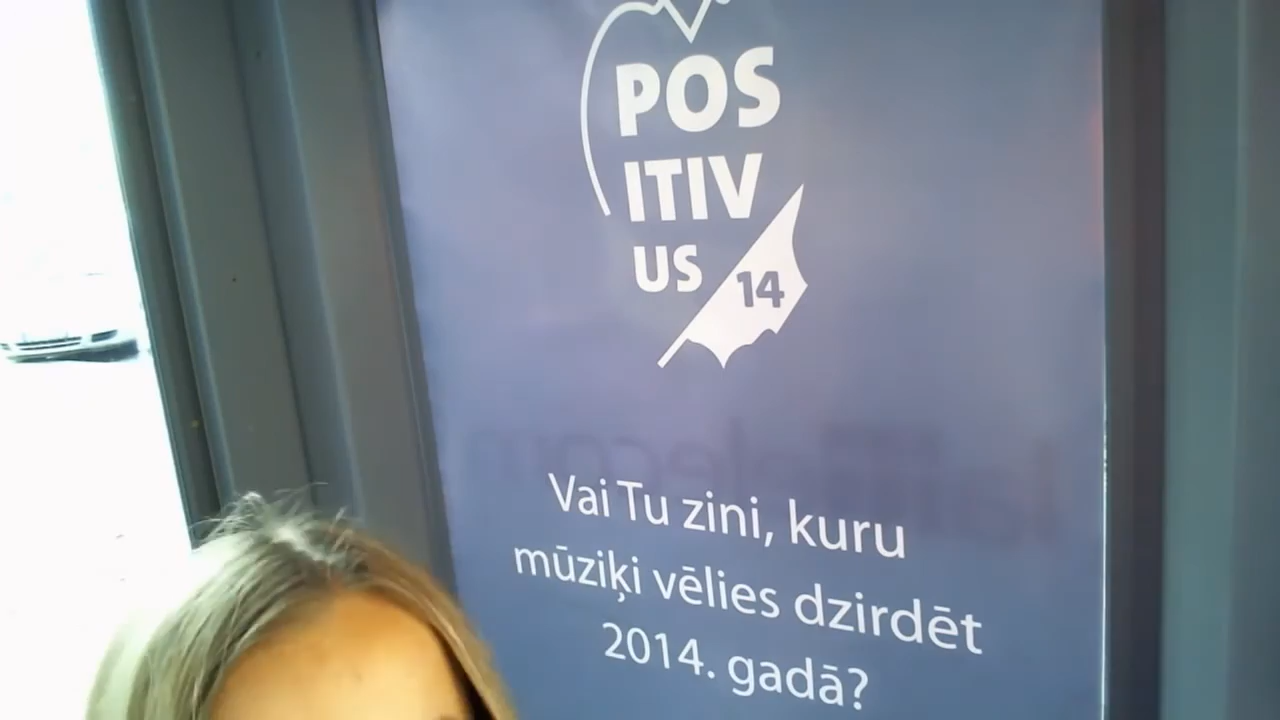 POS
ITIV
US
14
Vai Tu zini, kuru
mūziķi vēlies dzirdēt
2014. gadā?